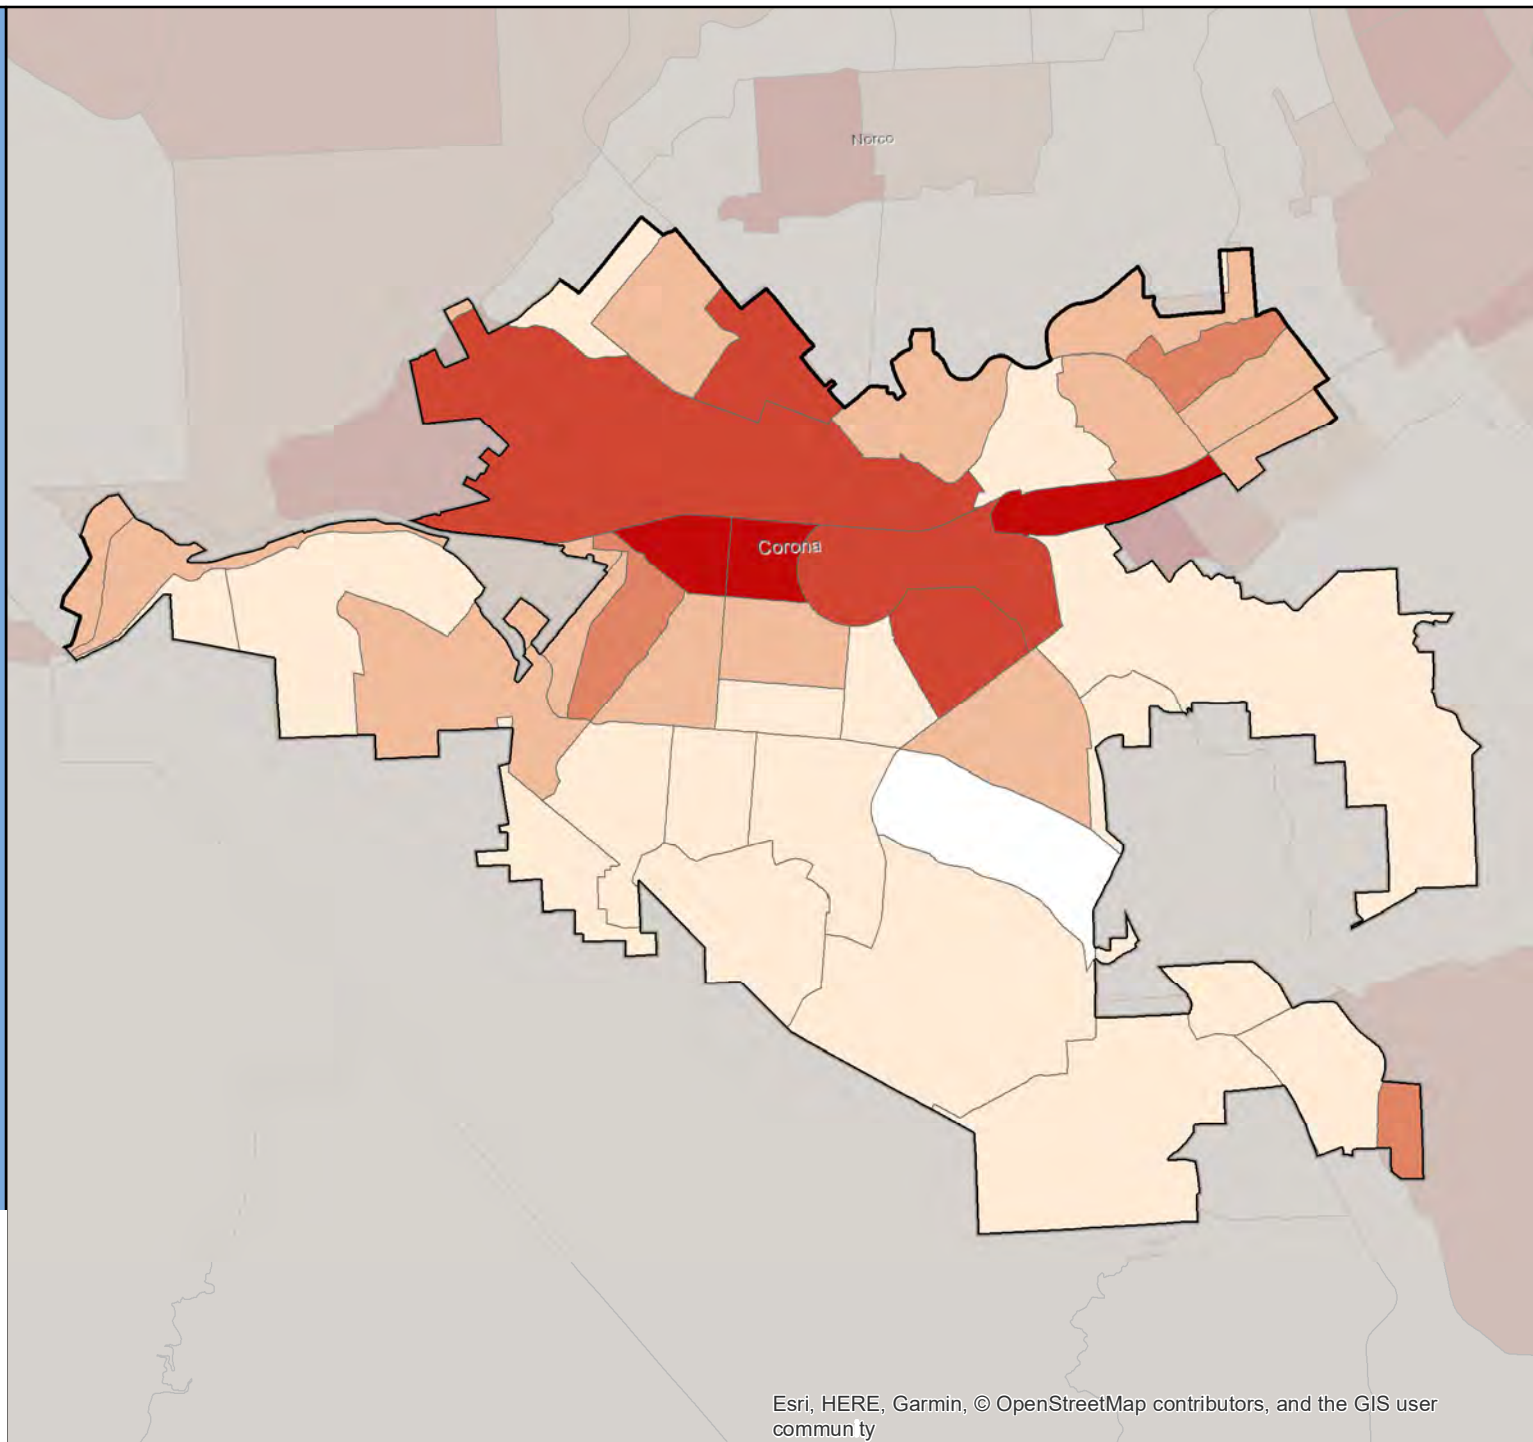 Norco
Corona
Esri, HERE, Garmin, © OpenStreetMap contributors, and the GIS user
commun ty